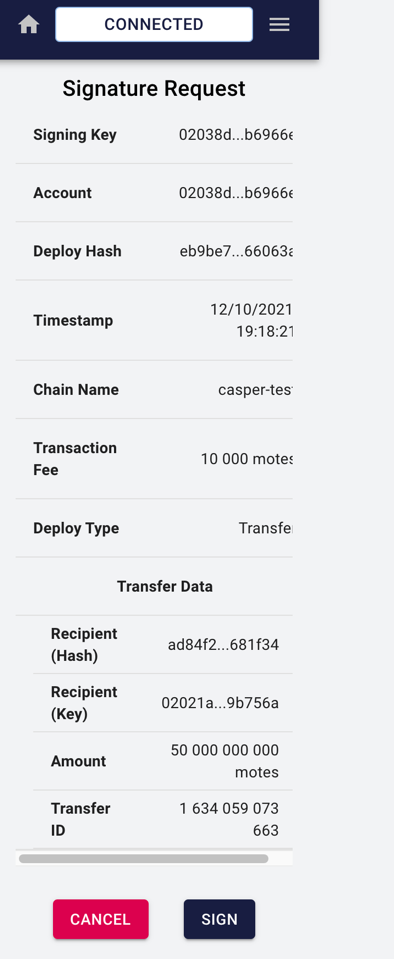 CONNECTED
Signature Request
Signing Key 02038d...b6966e
Account 02038d...b6966e
Deploy Hash eb9be7...66063a
Timestamp 12/10/2021
19:18:21
Chain Name casper-test
Transaction
Fee 10 000 motes
Deploy Type Transfer
Transfer Data
Recipient
(Hash) ad84f2...681f34
Recipient
(Key) 02021a...9b756a
Amount 50 000 000 000
motes
Transfer
ID 1 634 059 073
663
CANCEL SIGN